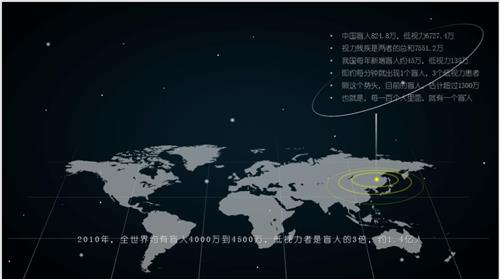 • 中国盲人824.8万，低视力6727.4万
• 视力残疾是两者的总和7551.2万
• 我国每年新增盲人约45万，低视力135万
• 即约每分钟就出现1个盲人，3个低视力患者
• 照这个势头，目前的盲人，估计超过1300万
• 也就是，每一百个人里面，就有一个盲人
2010年，全世界约有盲人4000万到4500万，低视力者是盲人的3倍，约1.4亿人